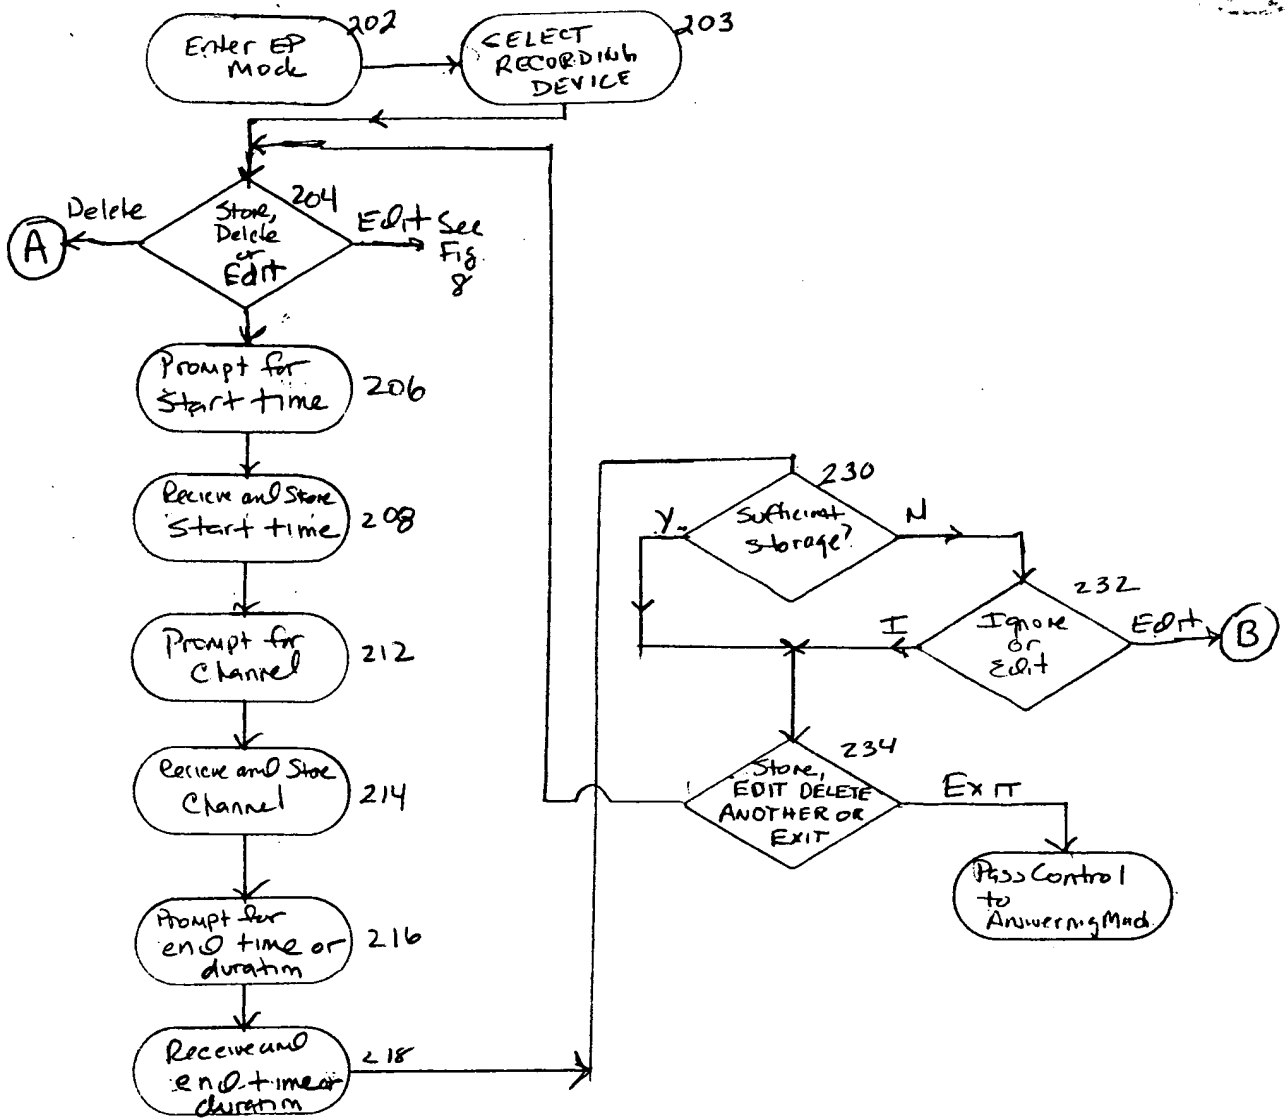 202
Enter EP
Mode
203
SELECT
RECORDING
DEVICE
204
Store,
Delete
or
Edit
Delete
A
Edit See
Fig.
8
Prompt for
Start time
206
Recieve and Store
Start time
208
Prompt for
Channel
212
Recieve and Store
Channel
214
Prompt for
end time or
duration
216
Receive and
end time or
duration
218
230
Sufficient
storage?
Y
N
232
Ignore
or
Edit
I
Edit
B
234
Store,
EDIT DELETE
ANOTHER OR
EXIT
EXIT
Pass Control
to
Answering Mach.